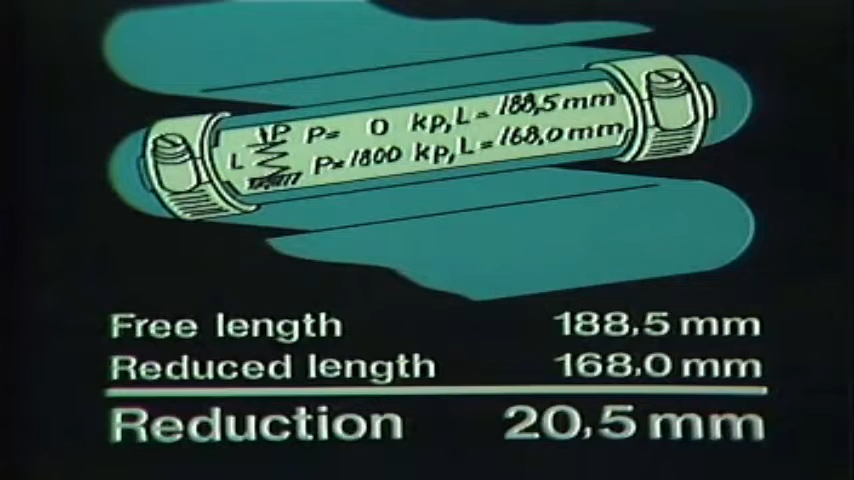 P
P= 0 kp, L= 188,5 mm
L
P= 1800 kp, L= 168,0 mm
Free length 188,5 mm
Reduced length 168,0 mm
Reduction 20,5 mm